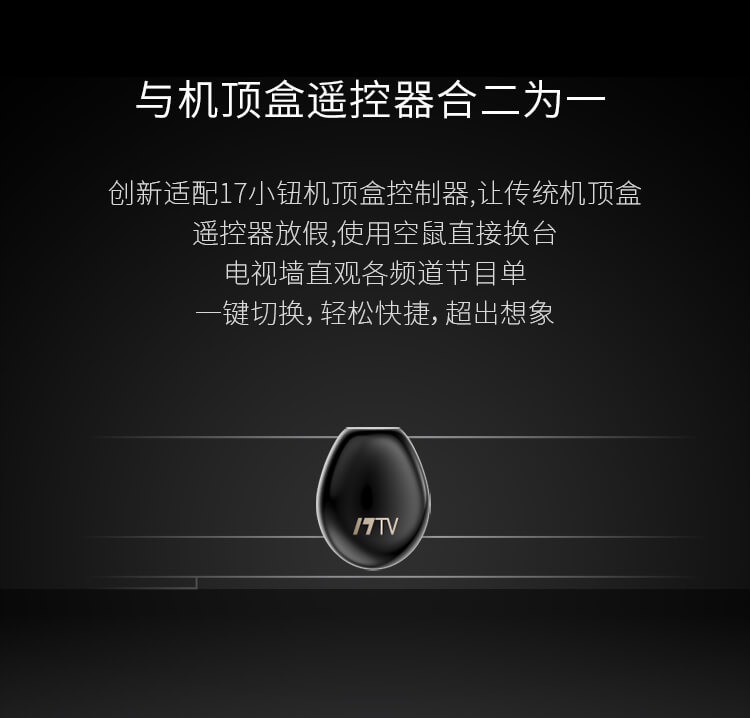 与机顶盒遥控器合二为一
创新适配17小钮机顶盒控制器,让传统机顶盒
遥控器放假,使用空鼠直接换台
电视墙直观各频道节目单
一键切换，轻松快捷，超出想象
17TV